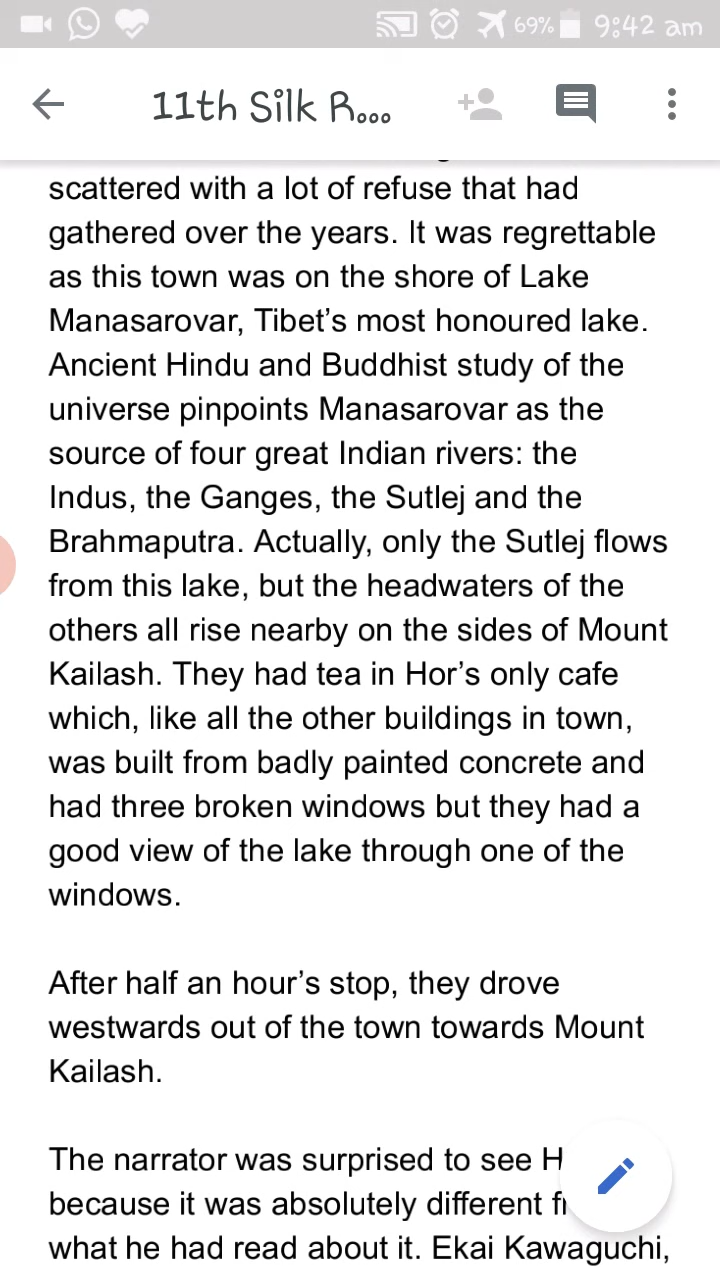 69% 9:42 am
11th Silk R...
scattered with a lot of refuse that had
gathered over the years. It was regrettable
as this town was on the shore of Lake
Manasarovar, Tibet’s most honoured lake.
Ancient Hindu and Buddhist study of the
universe pinpoints Manasarovar as the
source of four great Indian rivers: the
Indus, the Ganges, the Sutlej and the
Brahmaputra. Actually, only the Sutlej flows
from this lake, but the headwaters of the
others all rise nearby on the sides of Mount
Kailash. They had tea in Hor’s only cafe
which, like all the other buildings in town,
was built from badly painted concrete and
had three broken windows but they had a
good view of the lake through one of the
windows.
After half an hour’s stop, they drove
westwards out of the town towards Mount
Kailash.
The narrator was surprised to see H
because it was absolutely different
what he had read about it. Ekai Kawaguchi,